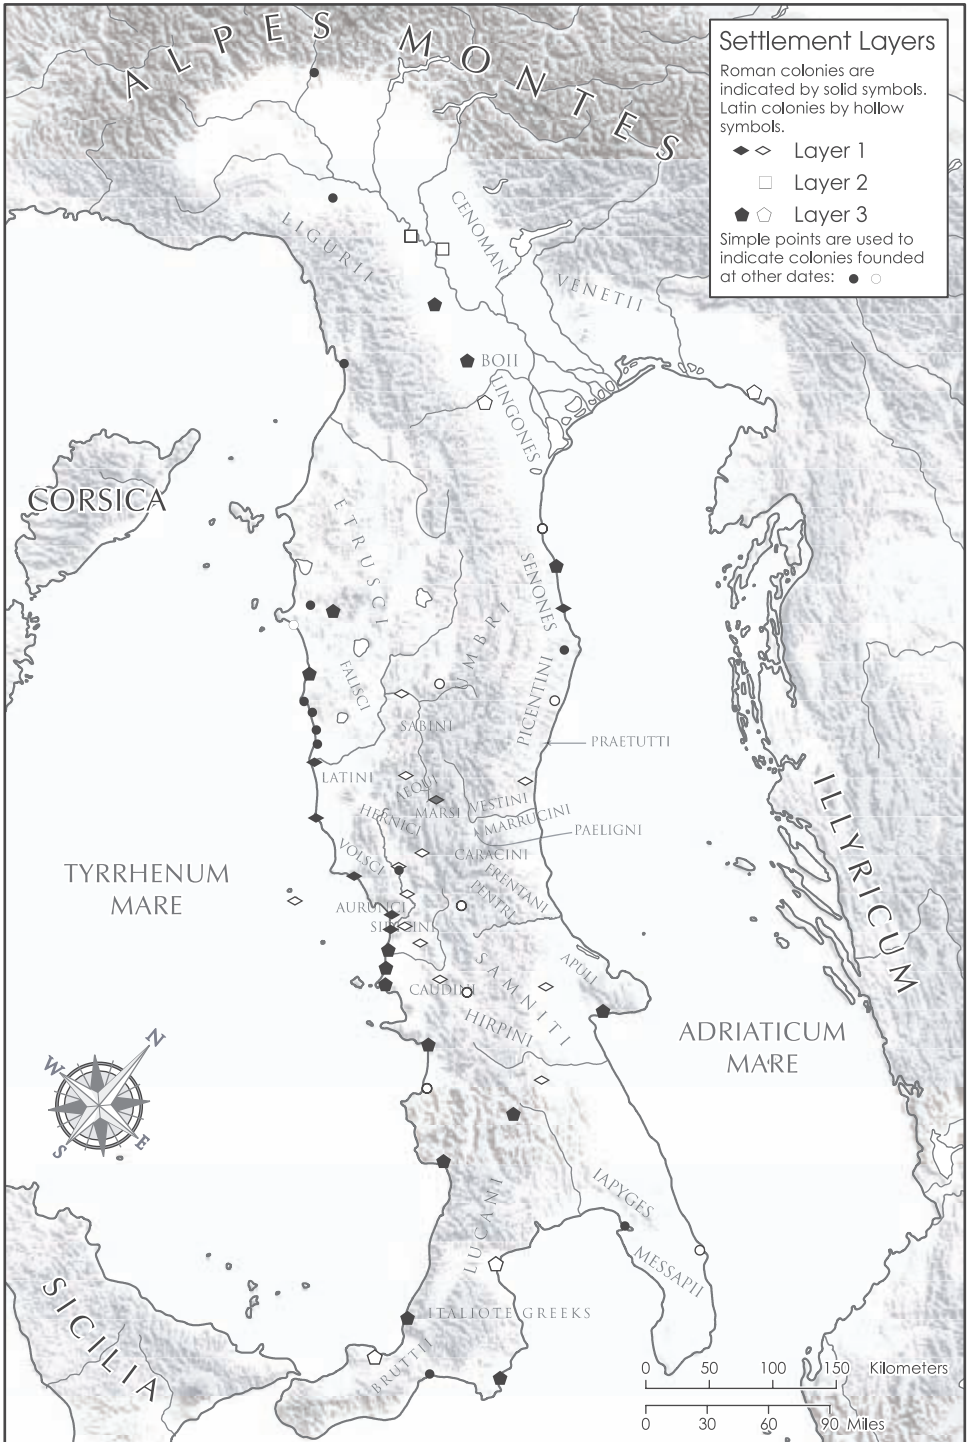 ALPES MONTES
Settlement Layers
Roman colonies are
indicated by solid symbols.
Latin colonies by hollow
symbols.
Layer 1
Layer 2
Layer 3
Simple points are used to
indicate colonies founded
at other dates:
LIGURII
CENOMANI
VENETII
BOII
LINGONES
CORSICA
ETRUSCI
SENONES
UMBRI
FALISCI
PICENTINI
SABINI
PRAETUTTI
LATINI
AEQUI
MARSI
VESTINI
HERNICI
MARRUCINI
PAELIGNI
VOLSCI
CARACINI
ILLYRICUM
TYRRHENUM
MARE
FRENTANI
PENTRI
AURUNCI
SIDICINI
SAMNITI
APULI
CAUDINI
HIRPINI
ADRIATICUM
MARE
N
W
E
S
IAPYGES
LUCANI
MESSAPII
SICILIA
ITALIOTE GREEKS
BRUTTII
0 50 100 150 Kilometers
0 30 60 90 Miles